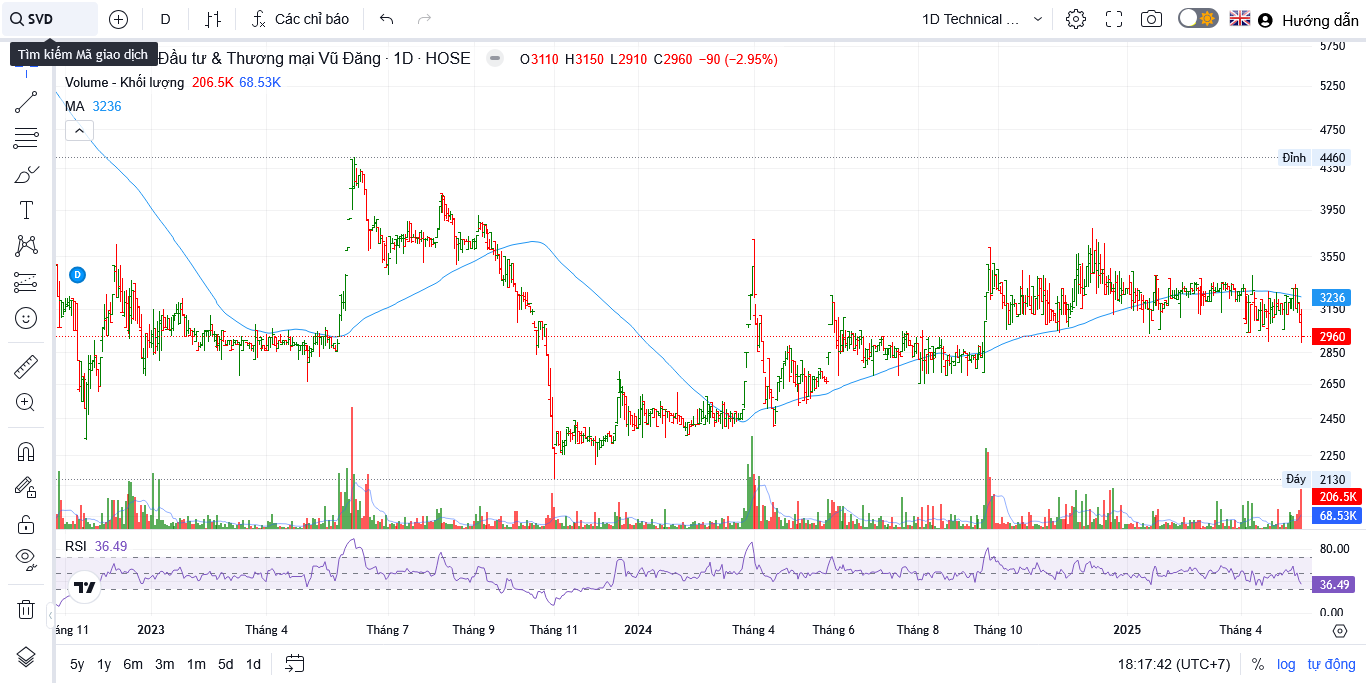 SVD
D
Các chỉ báo
1D Technical ...
Hướng dẫn
Tìm kiếm Mã giao dịch
Đầu tư & Thương mại Vũ Đăng · 1D · HOSE
O3110 H3150 L2910 C2960 −90 (−2.95%)
Volume - Khối lượng 206.5K 68.53K
MA 3236
5750
5250
4750
Đỉnh 4460
4350
3950
3550
D
3236
3150
2960
2850
2650
2450
2250
Đáy 2130
206.5K
68.53K
RSI 36.49
80.00
36.49
0.00
áng 11 2023 Tháng 4 Tháng 7 Tháng 9 Tháng 11 2024 Tháng 4 Tháng 6 Tháng 8 Tháng 10 2025 Tháng 4
5y 1y 6m 3m 1m 5d 1d
18:17:42 (UTC+7) % log tự động